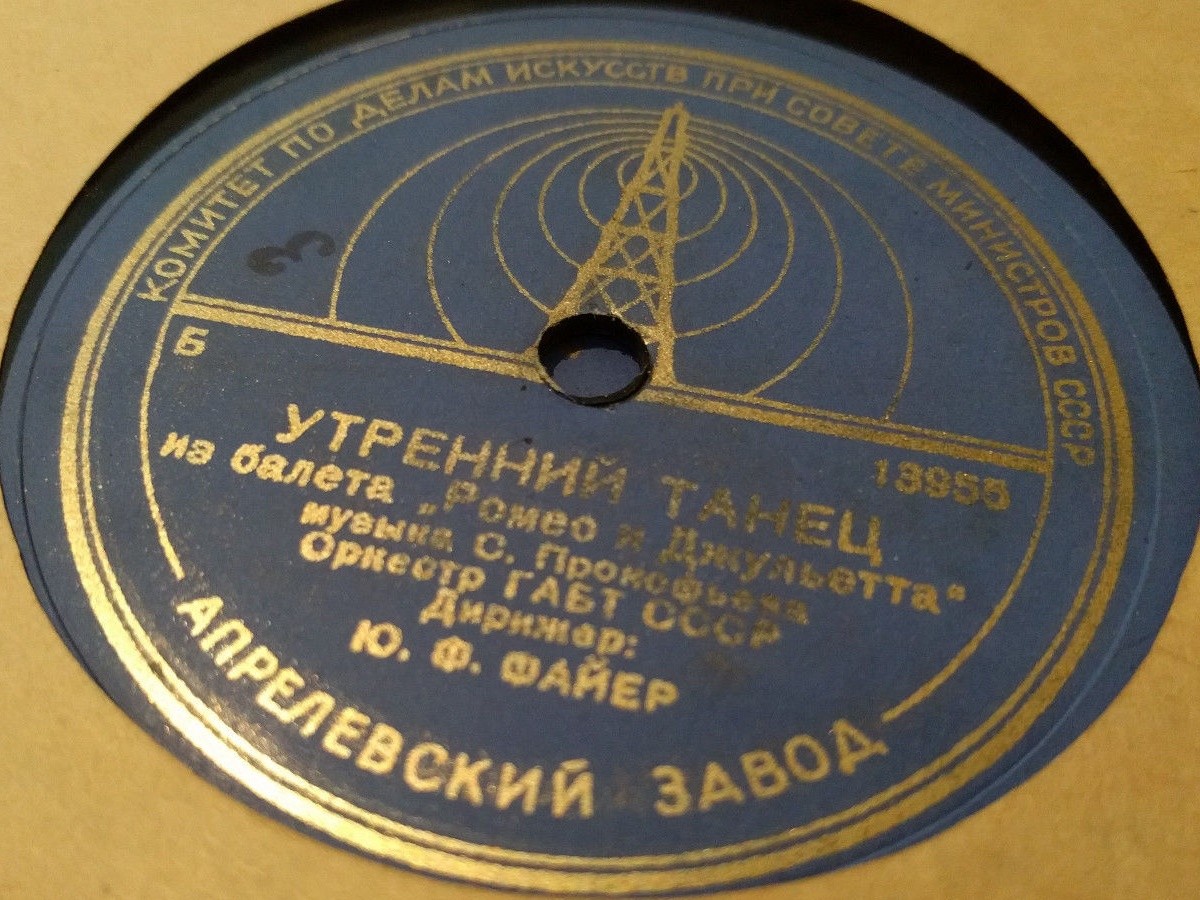 КОМИТЕТ ПО ДЕЛАМ ИСКУССТВ ПРИ СОВЕТЕ МИНИСТРОВ СССР
3
Б
13955
УТРЕННИЙ ТАНЕЦ
из балета „Ромео и Джульетта“
музыка С. Прокофьева
Оркестр ГАБТ СССР
Дирижер:
Ю. Ф. ФАЙЕР
АПРЕЛЕВСКИЙ ЗАВОД